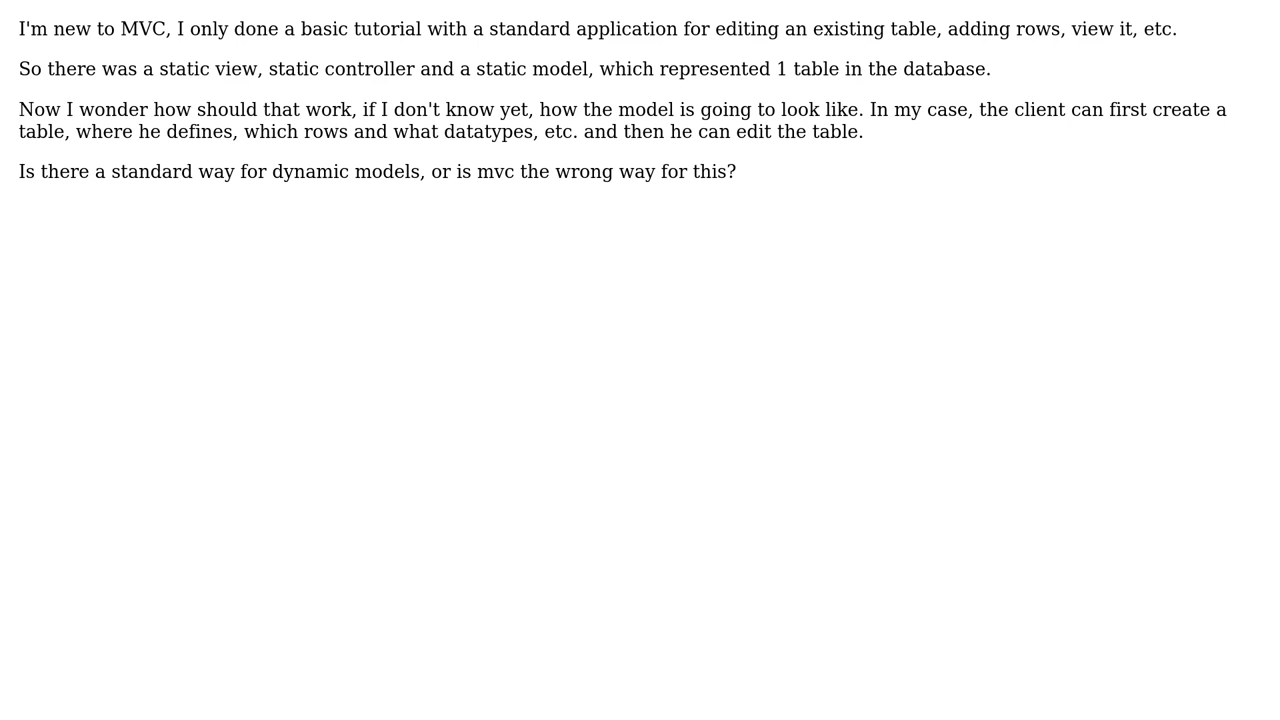 I'm new to MVC, I only done a basic tutorial with a standard application for editing an existing table, adding rows, view it, etc.
So there was a static view, static controller and a static model, which represented 1 table in the database.
Now I wonder how should that work, if I don't know yet, how the model is going to look like. In my case, the client can first create a
table, where he defines, which rows and what datatypes, etc. and then he can edit the table.
Is there a standard way for dynamic models, or is mvc the wrong way for this?